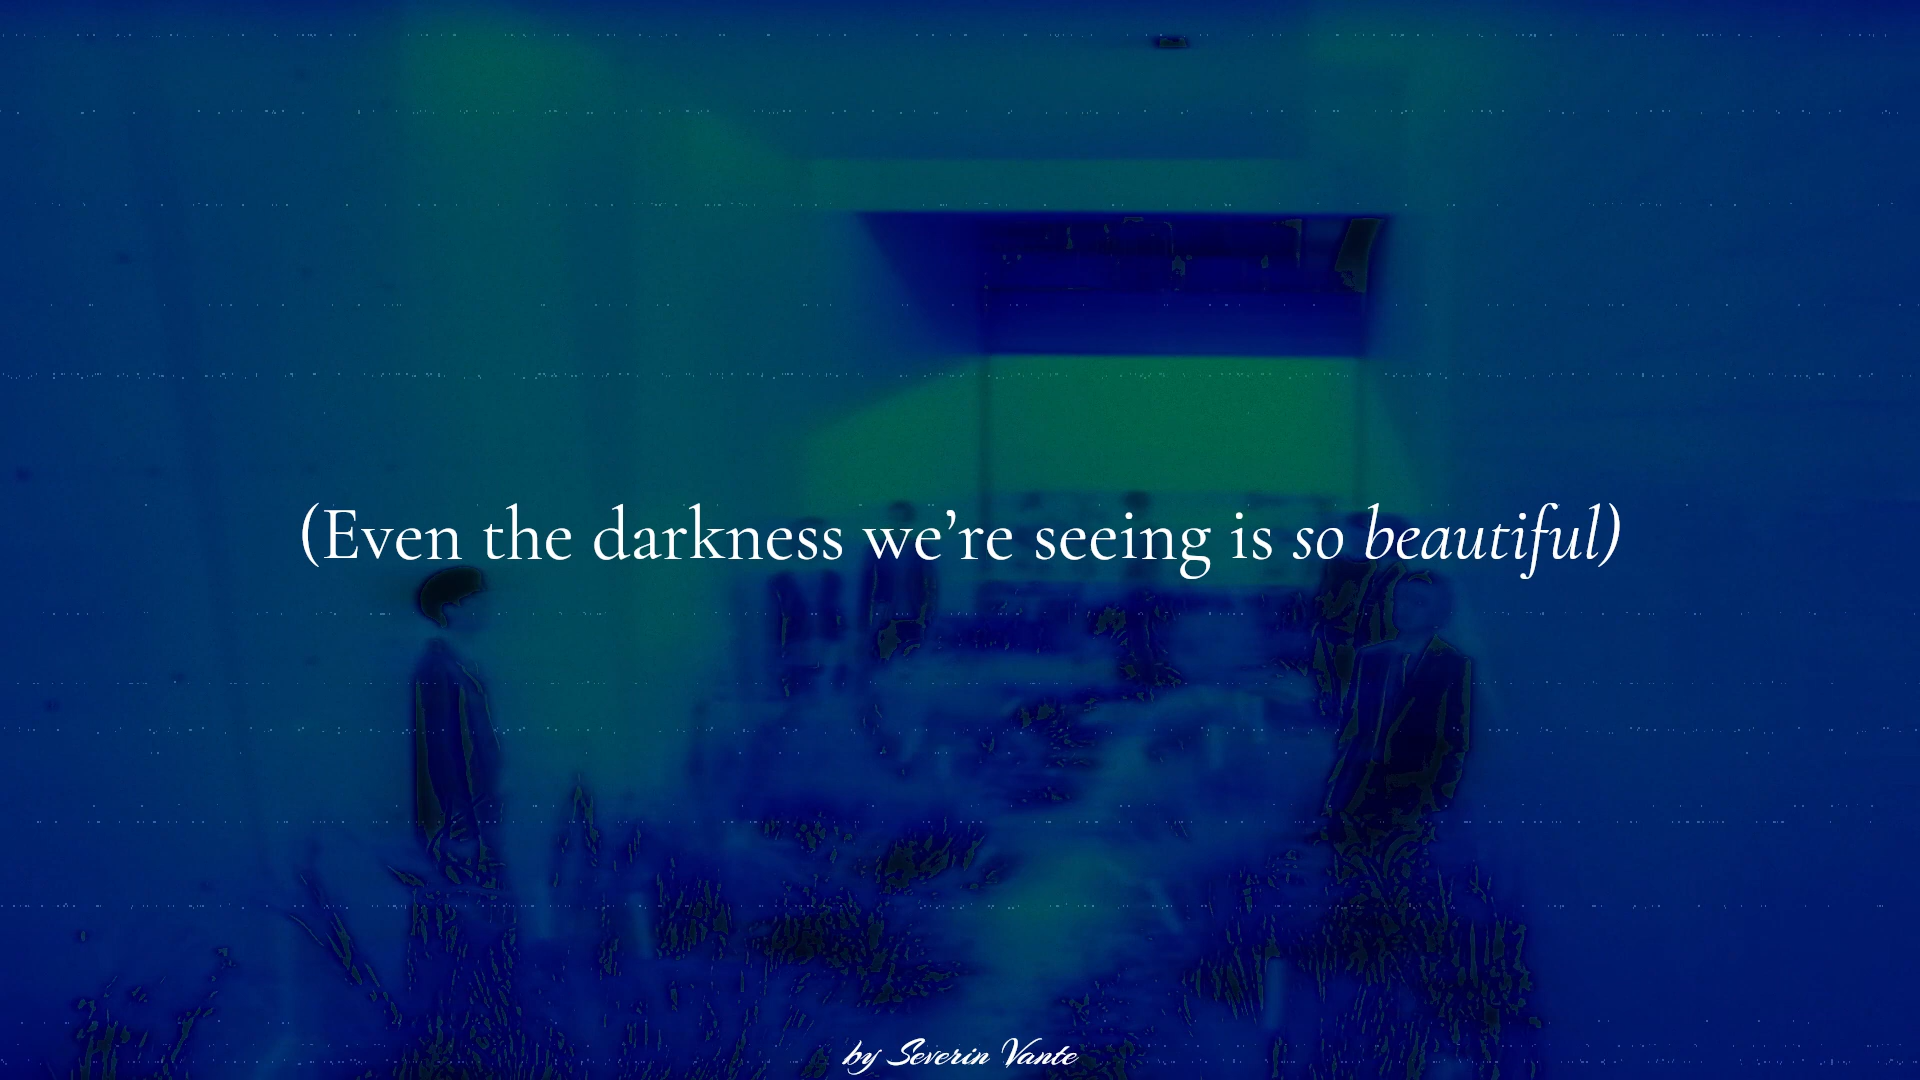 (Even the darkness we’re seeing is so beautiful)
by Severin Vante